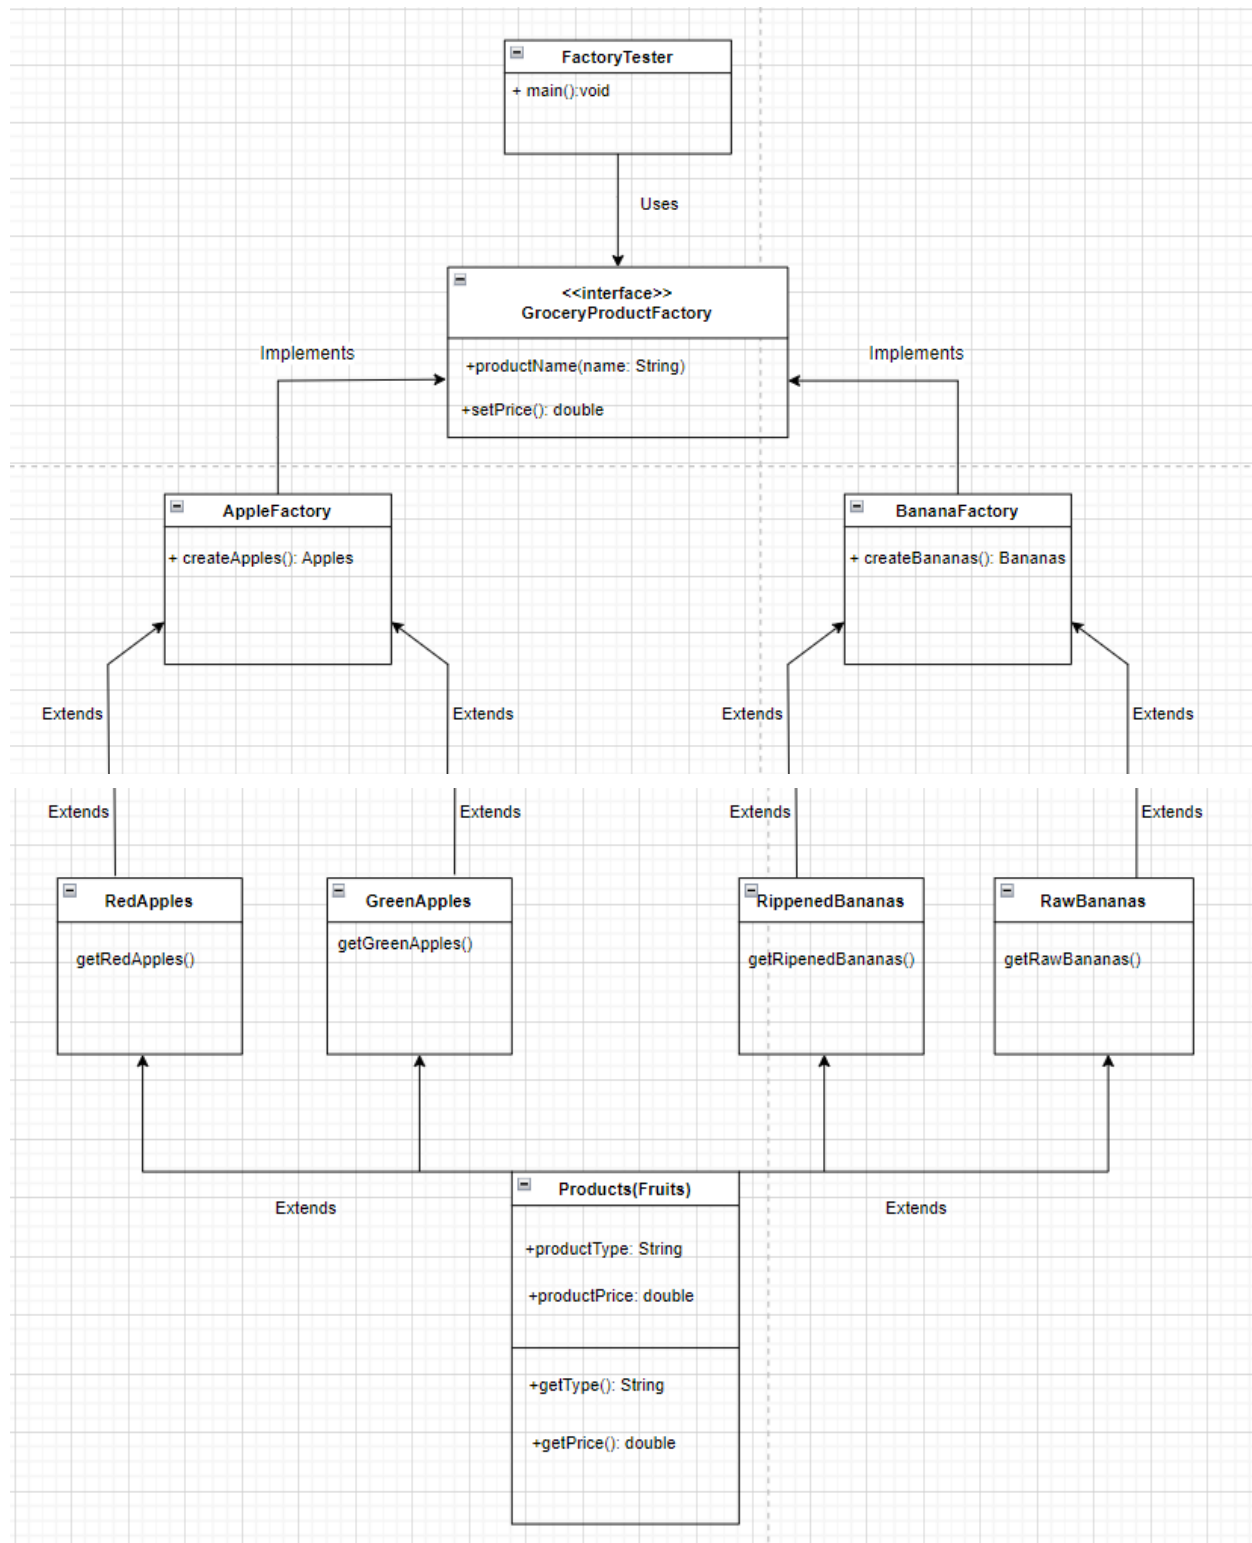 FactoryTester
+ main():void
Uses
<<interface>>
GroceryProductFactory
+productName(name: String)
+setPrice(): double
Implements
Implements
AppleFactory
+ createApples(): Apples
BananaFactory
+ createBananas(): Bananas
Extends
Extends
Extends
Extends
Extends
Extends
Extends
Extends
RedApples
getRedApples()
GreenApples
getGreenApples()
RippenedBananas
getRipenedBananas()
RawBananas
getRawBananas()
Extends
Extends
Products(Fruits)
+productType: String
+productPrice: double
+getType(): String
+getPrice(): double